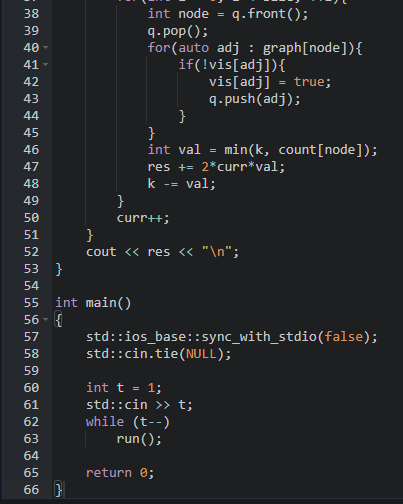 38 int node = q.front();
39 q.pop();
40 for(auto adj : graph[node]){
41 if(!vis[adj]){
42 vis[adj] = true;
43 q.push(adj);
44 }
45 }
46 int val = min(k, count[node]);
47 res += 2*curr*val;
48 k -= val;
49 }
50 curr++;
51 }
52 cout << res << "\n";
53 }
54
55 int main()
56 {
57 std::ios_base::sync_with_stdio(false);
58 std::cin.tie(NULL);
59
60 int t = 1;
61 std::cin >> t;
62 while (t--)
63 run();
64
65 return 0;
66 }